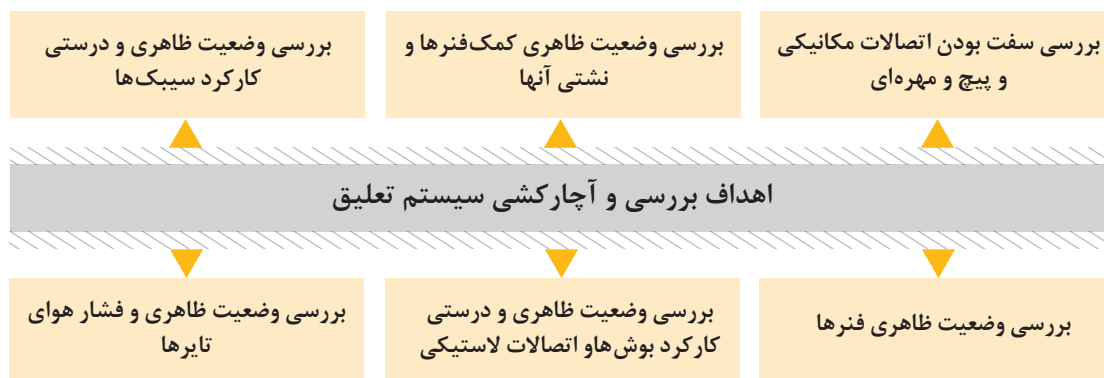 بررسی سفت بودن اتصالات مکانیکی
و پیچ و مهره‌ای
بررسی وضعیت ظاهری کمک‌فنرها و
نشتی آنها
بررسی وضعیت ظاهری و درستی
کارکرد سیبک‌ها
اهداف بررسی و آچارکشی سیستم تعلیق
بررسی وضعیت ظاهری فنرها
بررسی وضعیت ظاهری و درستی
کارکرد بوش‌هاو اتصالات لاستیکی
بررسی وضعیت ظاهری و فشار هوای
تایرها